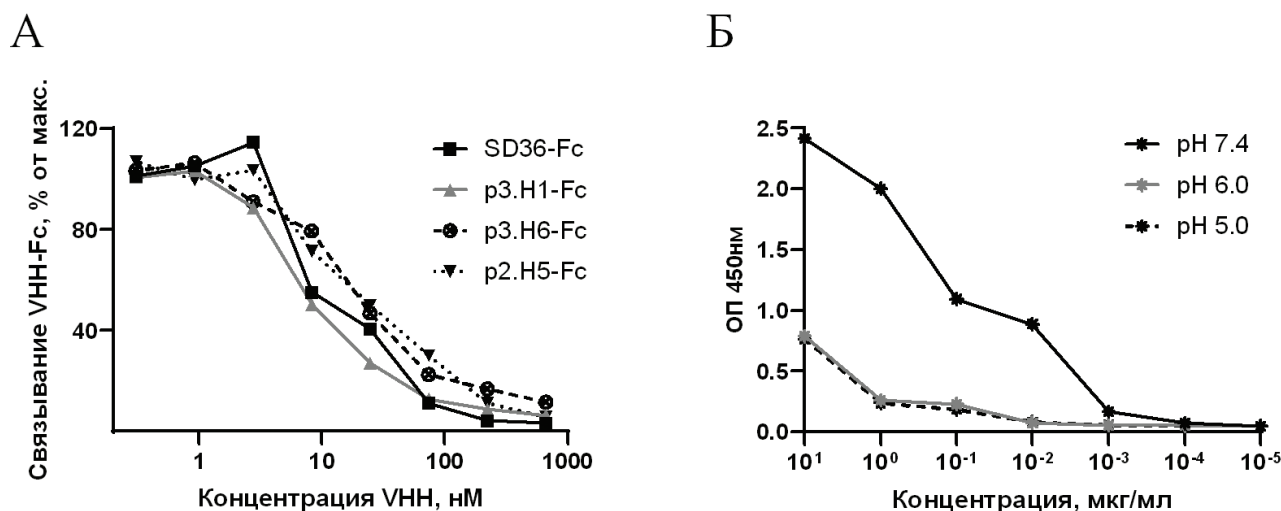 А
Связывание VHH-Fc, % от макс.
120
80
40
1
10
100
1000
Концентрация VHH, нМ
SD36-Fc
p3.H1-Fc
p3.H6-Fc
p2.H5-Fc
Б
ОП 450нм
2.5
2.0
1.5
1.0
0.5
0.0
10¹
10⁰
10⁻¹
10⁻²
10⁻³
10⁻⁴
10⁻⁵
Концентрация, мкг/мл
pH 7.4
pH 6.0
pH 5.0